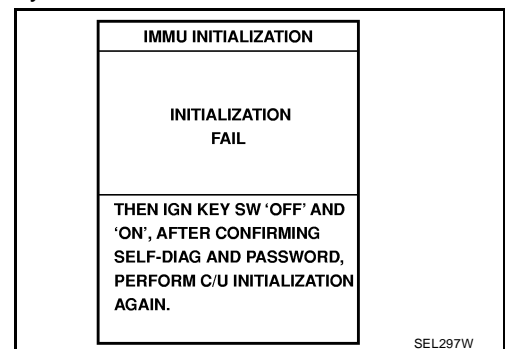 IMMU INITIALIZATION
INITIALIZATION
FAIL
THEN IGN KEY SW ‘OFF’ AND
‘ON’, AFTER CONFIRMING
SELF-DIAG AND PASSWORD,
PERFORM C/U INITIALIZATION
AGAIN.
SEL297W